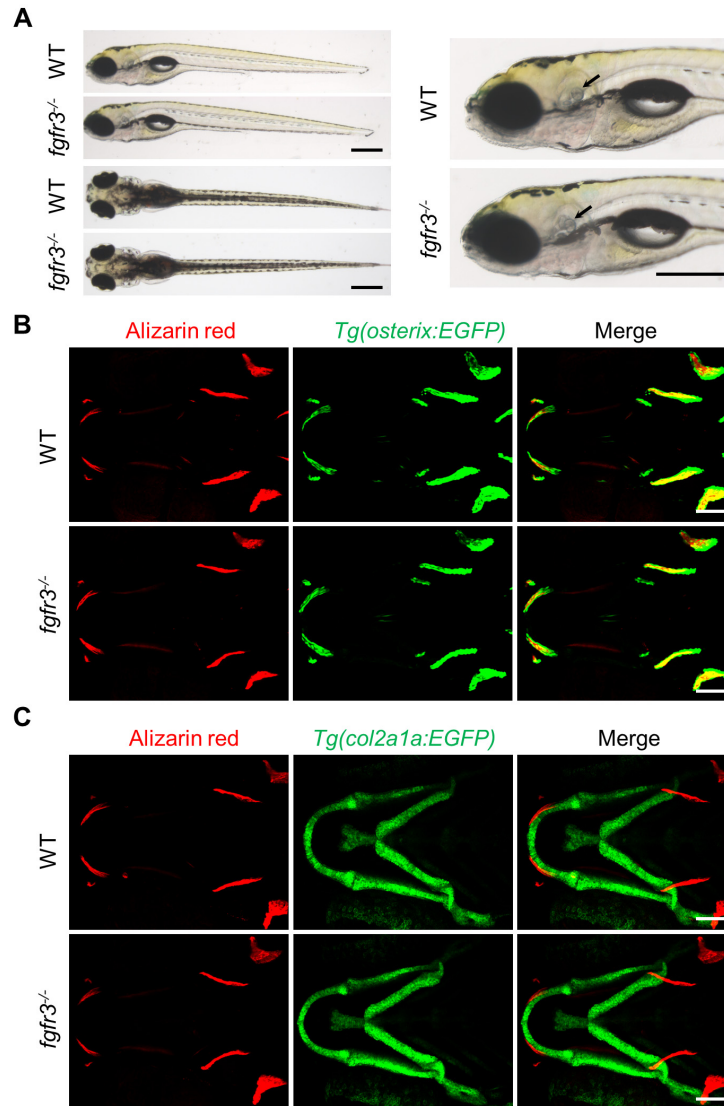 A
WT
fgfr3-/-
WT
fgfr3-/-
WT
fgfr3-/-
B
Alizarin red Tg(osterix:EGFP) Merge
WT
fgfr3-/-
C
Alizarin red Tg(col2a1a:EGFP) Merge
WT
fgfr3-/-